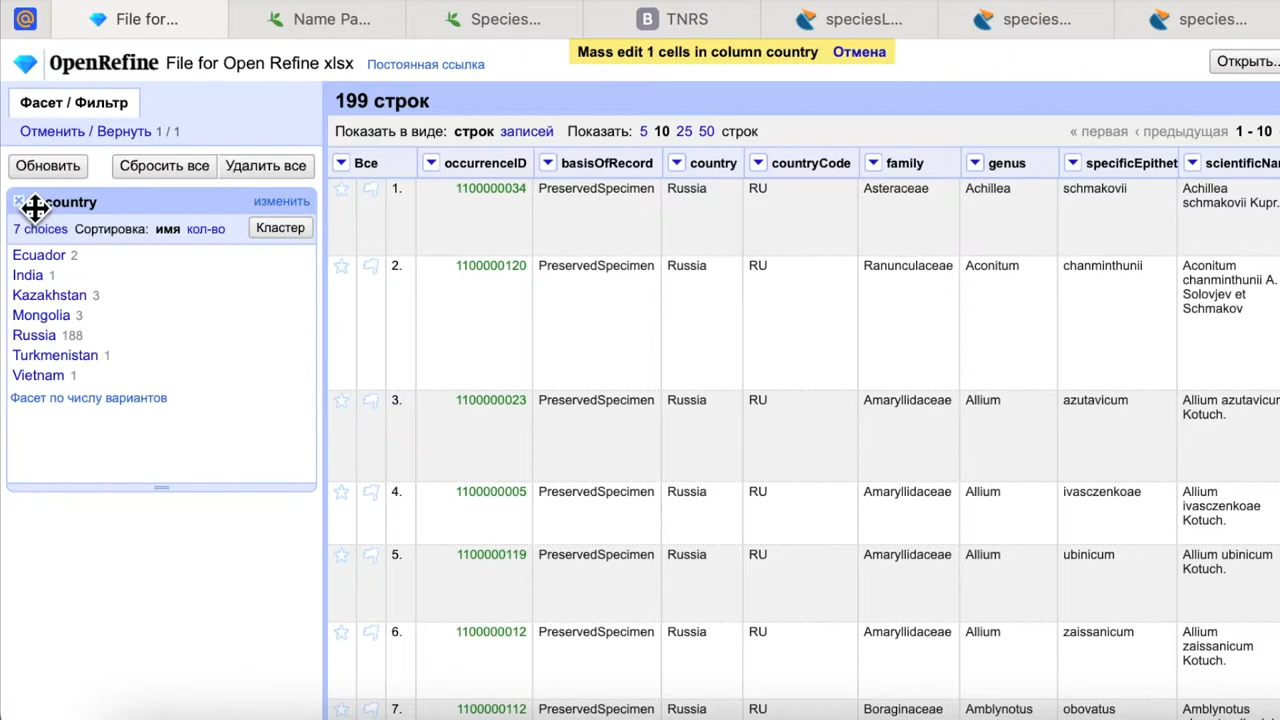 File for...
Name Pa...
Species...
B TNRS
speciesL...
species...
species...
Mass edit 1 cells in column country Отмена
OpenRefine File for Open Refine xlsx Постоянная ссылка
Открыть...
Фасет / Фильтр
Отменить / Вернуть 1 / 1
199 строк
Показать в виде: строк записей Показать: 5 10 25 50 строк
« первая ‹ предыдущая 1 - 10
Обновить Сбросить все Удалить все
country изменить
7 choices Сортировка: имя кол-во Кластер
Ecuador 2
India 1
Kazakhstan 3
Mongolia 3
Russia 188
Turkmenistan 1
Vietnam 1
Фасет по числу вариантов
Все occurrenceID basisOfRecord country countryCode family genus specificEpithet scientificNa
1. 1100000034 PreservedSpecimen Russia RU Asteraceae Achillea schmakovii Achillea
schmakovii Kupr.
2. 1100000120 PreservedSpecimen Russia RU Ranunculaceae Aconitum chanminthunii Aconitum
chanminthunii A.
Solovjev et
Schmakov
3. 1100000023 PreservedSpecimen Russia RU Amaryllidaceae Allium azutavicum Allium azutavicum
Kotuch.
4. 1100000005 PreservedSpecimen Russia RU Amaryllidaceae Allium ivasczenkoae Allium
ivasczenkoae
Kotuch.
5. 1100000119 PreservedSpecimen Russia RU Amaryllidaceae Allium ubinicum Allium ubinicum
Kotuch.
6. 1100000012 PreservedSpecimen Russia RU Amaryllidaceae Allium zaissanicum Allium
zaissanicum
Kotuch.
7. 1100000112 PreservedSpecimen Russia RU Boraginaceae Amblynotus obovatus Amblynotus